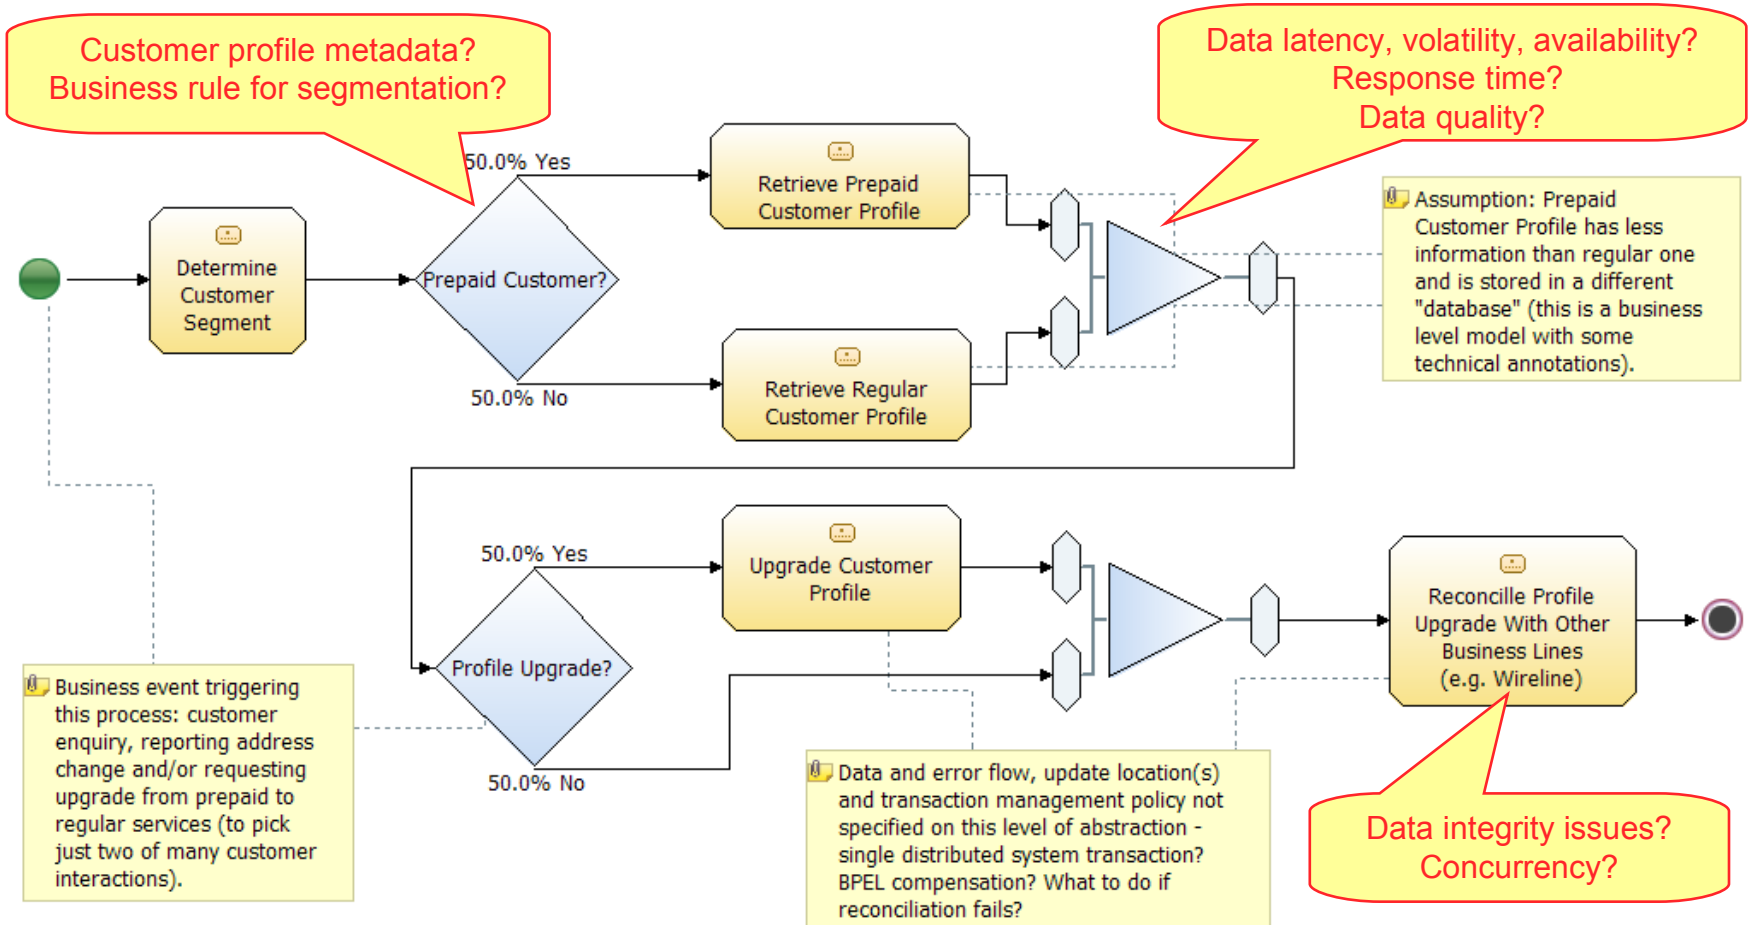 Customer profile metadata?
Business rule for segmentation?
Data latency, volatility, availability?
Response time?
Data quality?
50.0% Yes
Retrieve Prepaid
Customer Profile
Assumption: Prepaid
Customer Profile has less
information than regular one
and is stored in a different
"database" (this is a business
level model with some
technical annotations).
Determine
Customer
Segment
Prepaid Customer?
50.0% No
Retrieve Regular
Customer Profile
50.0% Yes
Upgrade Customer
Profile
Profile Upgrade?
50.0% No
Reconcille Profile
Upgrade With Other
Business Lines
(e.g. Wireline)
Business event triggering
this process: customer
enquiry, reporting address
change and/or requesting
upgrade from prepaid to
regular services (to pick
just two of many customer
interactions).
Data and error flow, update location(s)
and transaction management policy not
specified on this level of abstraction -
single distributed system transaction?
BPEL compensation? What to do if
reconciliation fails?
Data integrity issues?
Concurrency?